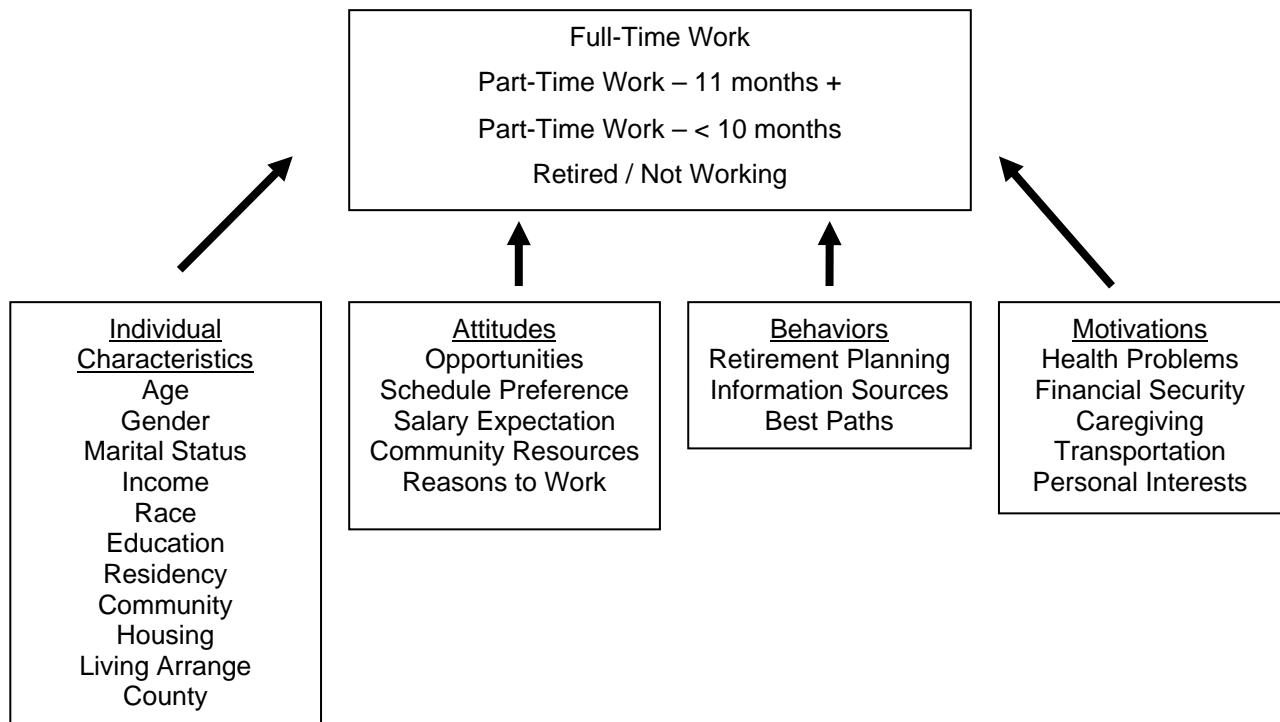 Full-Time Work
Part-Time Work – 11 months +
Part-Time Work – < 10 months
Retired / Not Working
Individual
Characteristics
Age
Gender
Marital Status
Income
Race
Education
Residency
Community
Housing
Living Arrange
County
Attitudes
Opportunities
Schedule Preference
Salary Expectation
Community Resources
Reasons to Work
Behaviors
Retirement Planning
Information Sources
Best Paths
Motivations
Health Problems
Financial Security
Caregiving
Transportation
Personal Interests